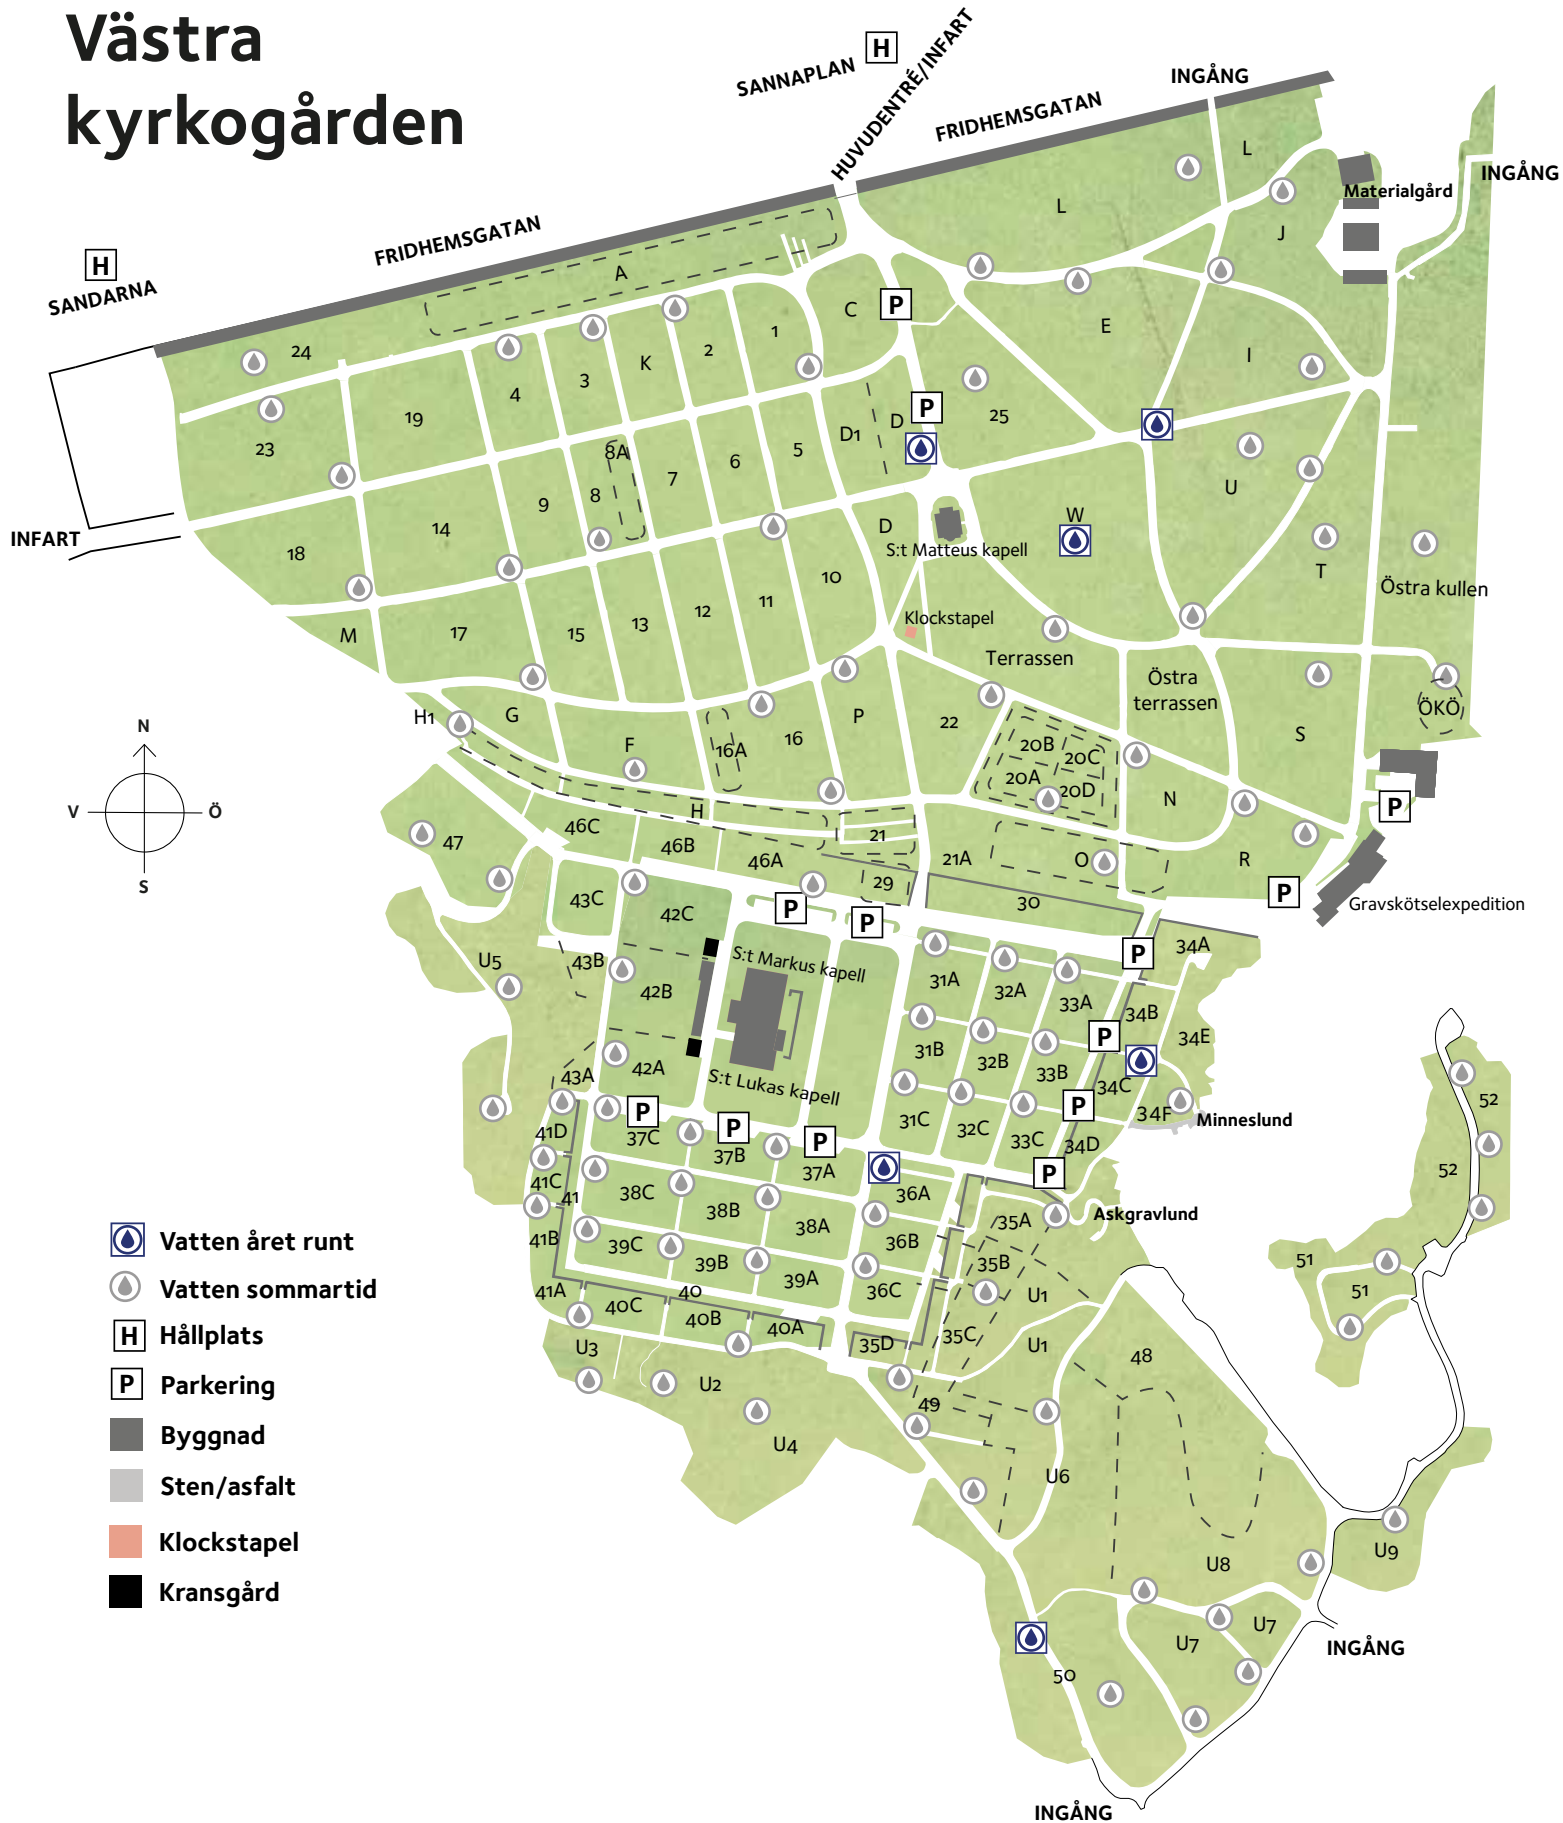 Västra
kyrkogården
SANNAPLAN H
HUVUDENTRÉ/INFART
FRIDHEMSGATAN
INGÅNG
L
L
INGÅNG
Materialgård
J
FRIDHEMSGATAN
A
H
SANDARNA
24
C
P
E
1
2
K
3
4
19
I
23
P
D
D1
25
5
6
7
8A
8
9
14
18
INFART
U
W
D
S:t Matteus kapell
T
Östra kullen
10
11
12
13
15
17
M
Klockstapel
Terrassen
Östra
terrassen
ÖKÖ
S
H1
G
F
16A
16
P
22
20B
20C
20A
20D
N
P
N
V
Ö
S
H
21
46C
46B
46A
47
21A
O
R
29
30
P
Gravskötselexpedition
43C
42C
P
P
P
34A
U5
43B
42B
S:t Markus kapell
31A
32A
33A
34B
P
34E
31B
32B
33B
34C
43A
42A
S:t Lukas kapell
P
P
P
P
34F
Minneslund
41D
37C
37B
37A
31C
32C
33C
34D
P
41C
41
38C
38B
38A
36A
35A
Askgravlund
41B
39C
39B
39A
36B
35B
36C
U1
41A
40C
40
40B
40A
35D
35C
U1
U3
U2
U4
49
48
U6
U8
U9
U7
U7
50
52
52
51
51
INGÅNG
INGÅNG
Vatten året runt
Vatten sommartid
H Hållplats
P Parkering
Byggnad
Sten/asfalt
Klockstapel
Kransgård